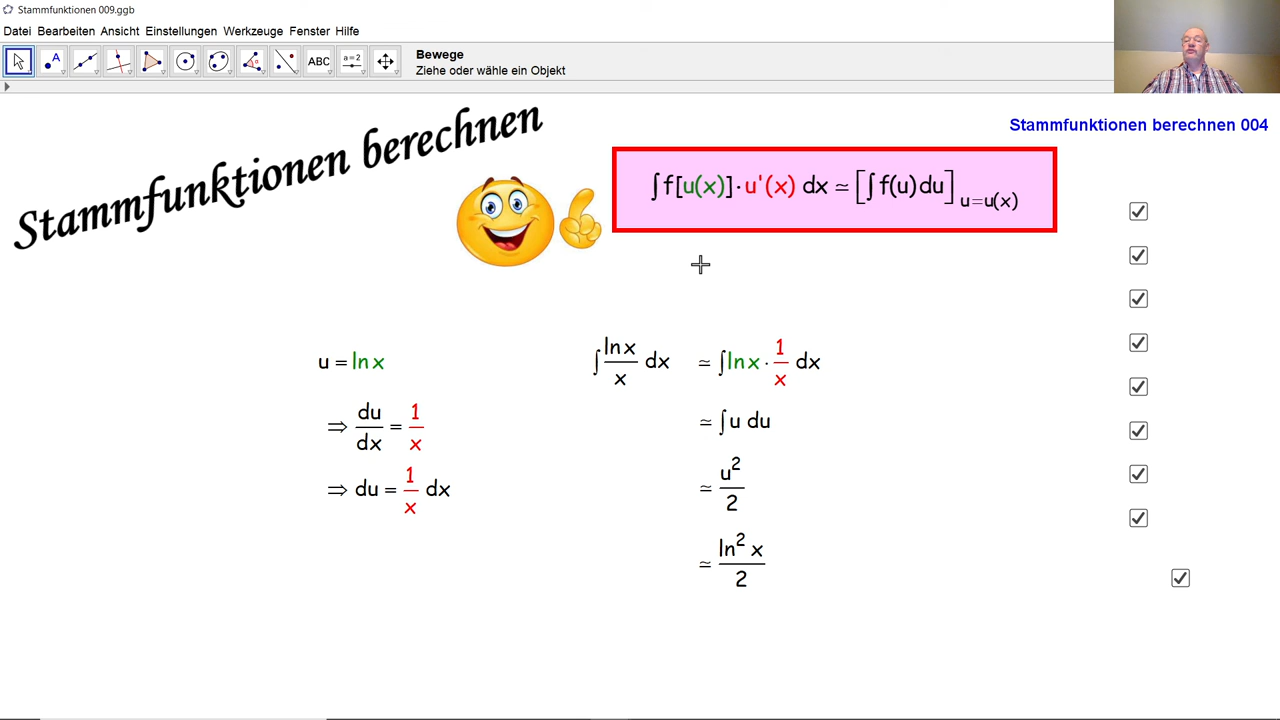 Stammfunktionen 009.ggb
Datei Bearbeiten Ansicht Einstellungen Werkzeuge Fenster Hilfe
A
ABC
a=2
Bewege
Ziehe oder wähle ein Objekt
Stammfunktionen berechnen
Stammfunktionen berechnen 004
∫f[u(x)]·u'(x) dx ≃ [∫f(u)du] u=u(x)
u = ln x
⇒ du/dx = 1/x
⇒ du = 1/x dx
∫ ln x / x dx ≃ ∫ln x · 1/x dx
≃ ∫u du
≃ u²/2
≃ ln² x / 2